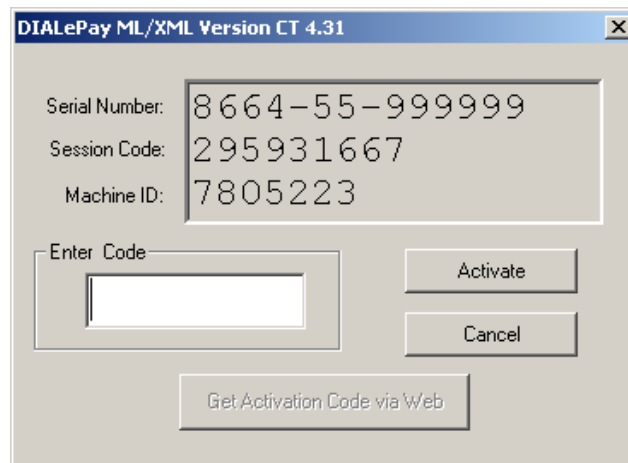 DIALePay ML/XML Version CT 4.31
Serial Number: 8664-55-999999
Session Code: 295931667
Machine ID: 7805223
Enter Code
Activate
Cancel
Get Activation Code via Web